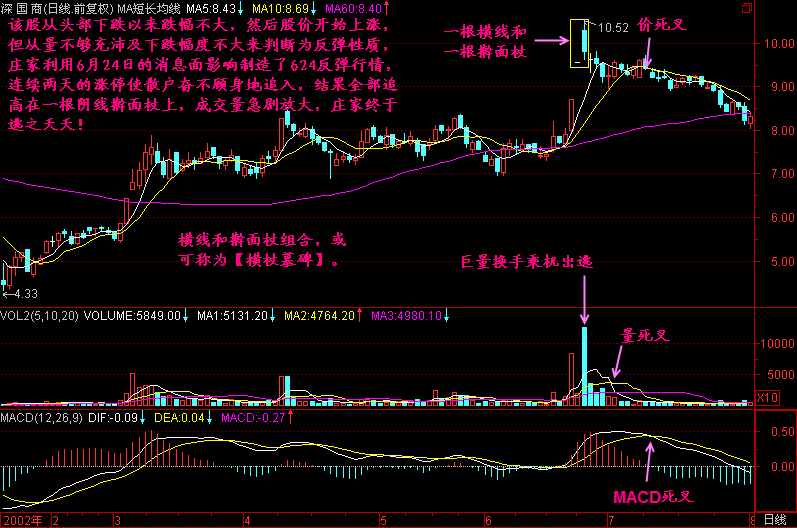 深 国 商(日线.前复权) MA短长均线 MA5:8.43↓ MA10:8.69↓ MA60:8.40↑
该股从头部下跌以来跌幅不大，然后股价开始上涨，
但从量不够充沛及下跌幅度不大来判断为反弹性质，
庄家利用6月24日的消息面影响制造了624反弹行情，
连续两天的涨停使散户奋不顾身地追入，结果全部追
高在一根阴线擀面杖上，成交量急剧放大，庄家终于
逃之夭夭！
一根横线和
一根擀面杖
10.52
价死叉
10.00
9.00
8.00
7.00
6.00
5.00
横线和擀面杖组合，或
可称为【横杖墓碑】。
巨量换手乘机出逃
←4.33
VOL2(5,10,20) VOLUME:5849.00↓ MA1:5131.20↓ MA2:4764.20↑ MA3:4980.10↓
量死叉
10000
5000
X10
MACD(12,26,9) DIF:-0.09↓ DEA:0.04↓ MACD:-0.27↑
0.50
0.00
MACD死叉
2002年 2 3 4 5 6 7 8 日线